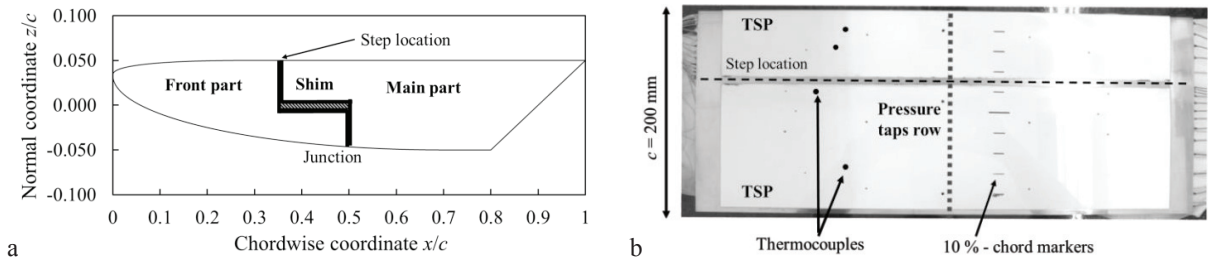 0.100
0.050
0.000
-0.050
-0.100
Normal coordinate z/c
Step location
Front part
Shim
Main part
Junction
0
0.1
0.2
0.3
0.4
0.5
0.6
0.7
0.8
0.9
1
Chordwise coordinate x/c
a
c = 200 mm
TSP
Step location
Pressure
taps row
TSP
Thermocouples
10 % - chord markers
b